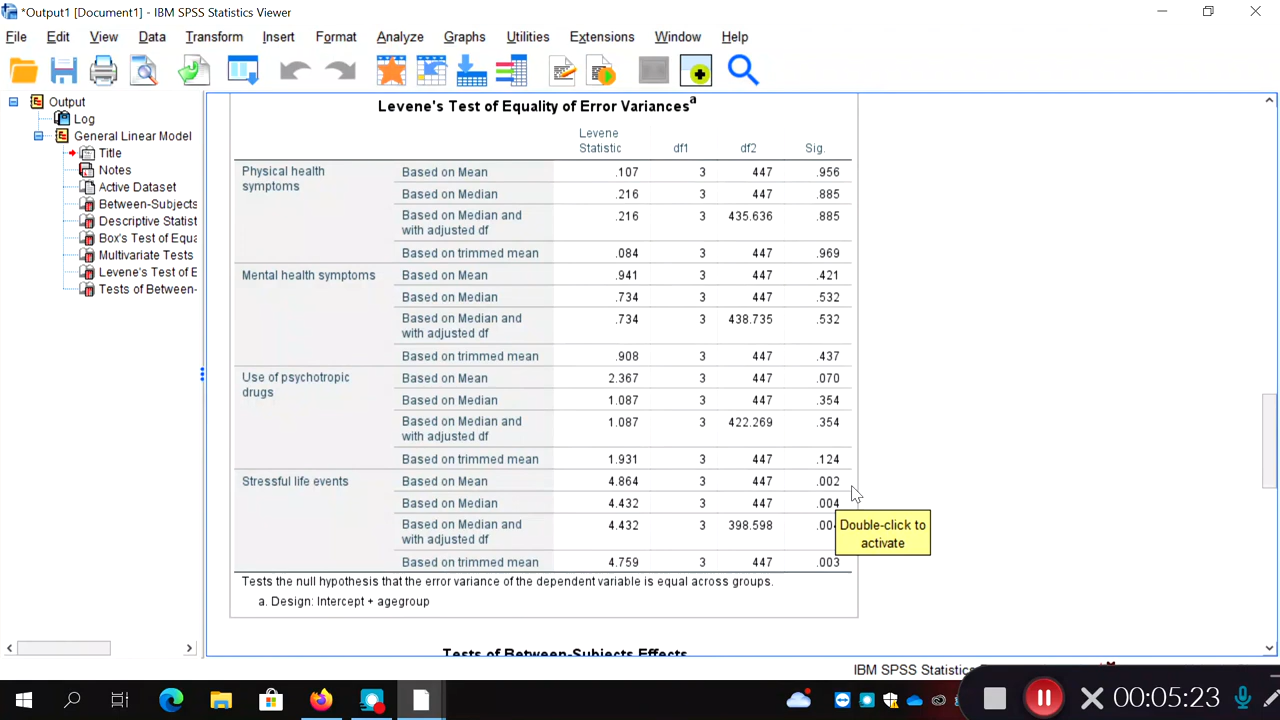 *Output1 [Document1] - IBM SPSS Statistics Viewer
File Edit View Data Transform Insert Format Analyze Graphs Utilities Extensions Window Help
Output
Log
General Linear Model
Title
Notes
Active Dataset
Between-Subjects
Descriptive Statist
Box's Test of Equa
Multivariate Tests
Levene's Test of E
Tests of Between-
Levene's Test of Equality of Error Variancesa
Levene
Statistic df1 df2 Sig.
Physical health
symptoms
Based on Mean .107 3 447 .956
Based on Median .216 3 447 .885
Based on Median and
with adjusted df
.216 3 435.636 .885
Based on trimmed mean .084 3 447 .969
Mental health symptoms Based on Mean .941 3 447 .421
Based on Median .734 3 447 .532
Based on Median and
with adjusted df
.734 3 438.735 .532
Based on trimmed mean .908 3 447 .437
Use of psychotropic
drugs
Based on Mean 2.367 3 447 .070
Based on Median 1.087 3 447 .354
Based on Median and
with adjusted df
1.087 3 422.269 .354
Based on trimmed mean 1.931 3 447 .124
Stressful life events Based on Mean 4.864 3 447 .002
Based on Median 4.432 3 447 .004
Based on Median and
with adjusted df
4.432 3 398.598 .00
Based on trimmed mean 4.759 3 447 .003
Double-click to
activate
Tests the null hypothesis that the error variance of the dependent variable is equal across groups.
a. Design: Intercept + agegroup
Tests of Between-Subjects Effects
IBM SPSS Statistics
00:05:23